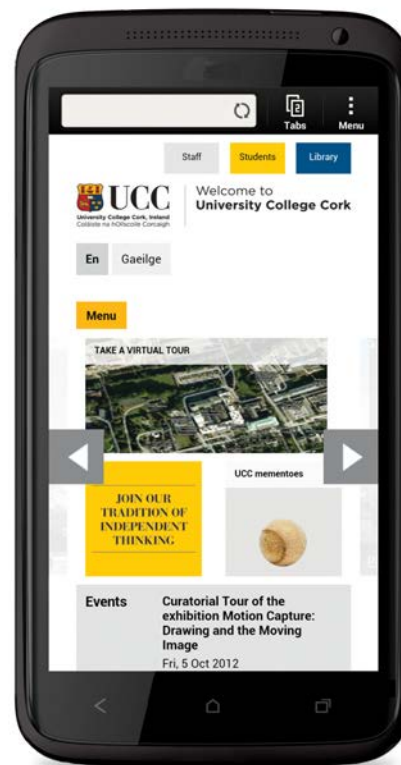 2
Tabs
Menu
Staff
Students
Library
UCC
University College Cork, Ireland
Coláiste na hOllscoile Corcaigh
Welcome to
University College Cork
En
Gaeilge
Menu
TAKE A VIRTUAL TOUR
JOIN OUR
TRADITION OF
INDEPENDENT
THINKING
UCC mementoes
Events
Curatorial Tour of the
exhibition Motion Capture:
Drawing and the Moving
Image
Fri, 5 Oct 2012